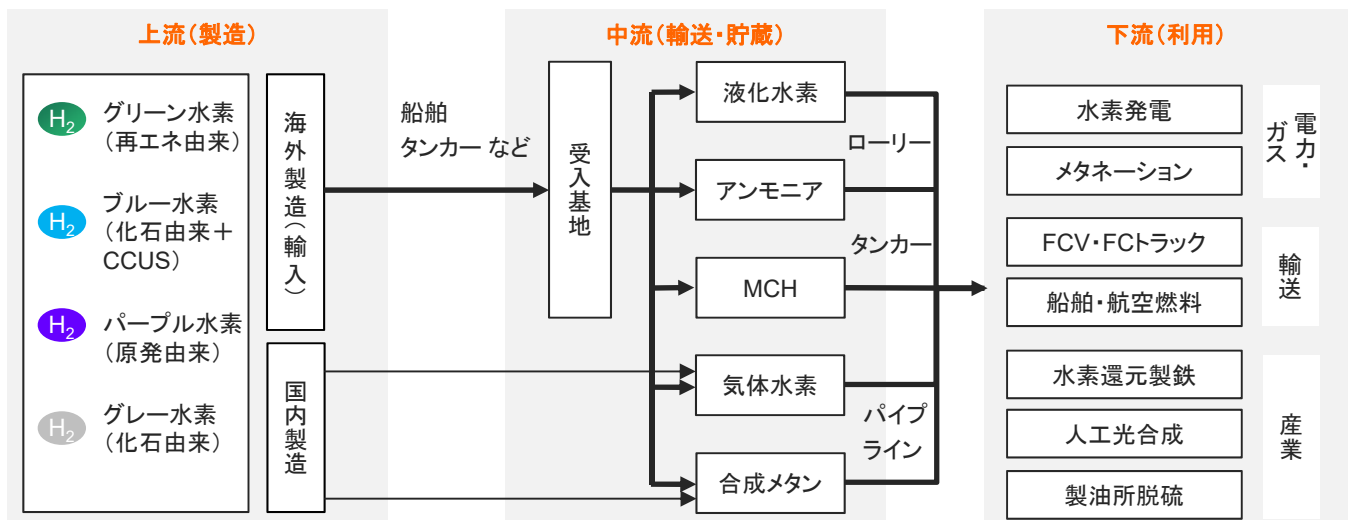 上流(製造)
H2
グリーン水素
(再エネ由来)
H2
ブルー水素
(化石由来+
CCUS)
H2
パープル水素
(原発由来)
H2
グレー水素
(化石由来)
海外製造(輸入)
国内製造
船舶
タンカー など
中流(輸送・貯蔵)
受入基地
液化水素
アンモニア
MCH
気体水素
合成メタン
ローリー
タンカー
パイプ
ライン
下流(利用)
水素発電
メタネーション
電力・
ガス
FCV・FCトラック
船舶・航空燃料
輸送
水素還元製鉄
人工光合成
製油所脱硫
産業